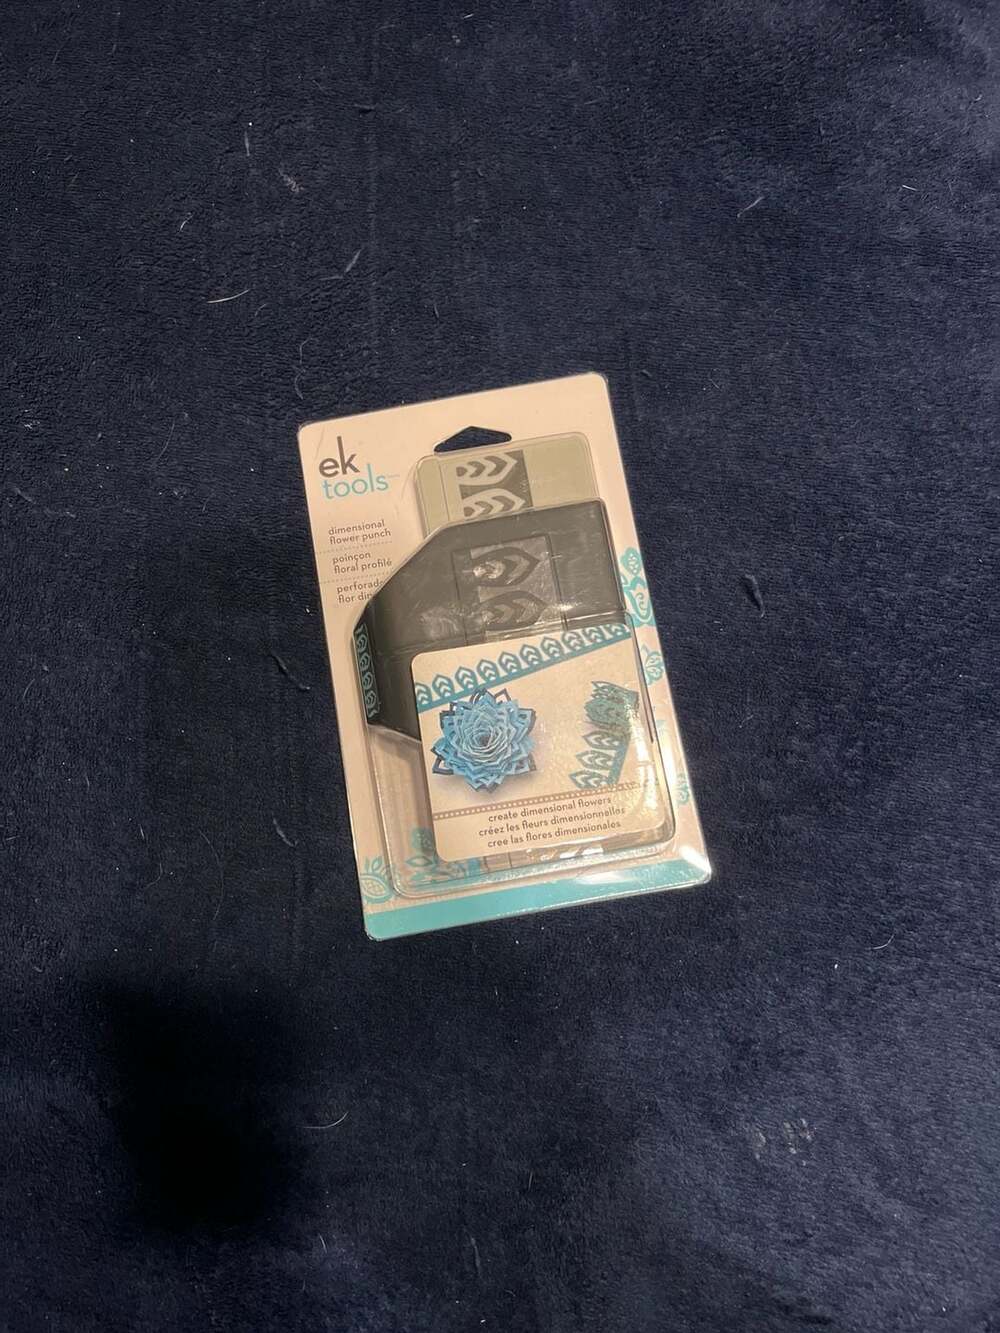 ek
tools
dimensional
flower punch
poinçon
floral profilé
flor
create dimensional flowers
créez les fleurs dimensionnelles
cree las flores dimensionales